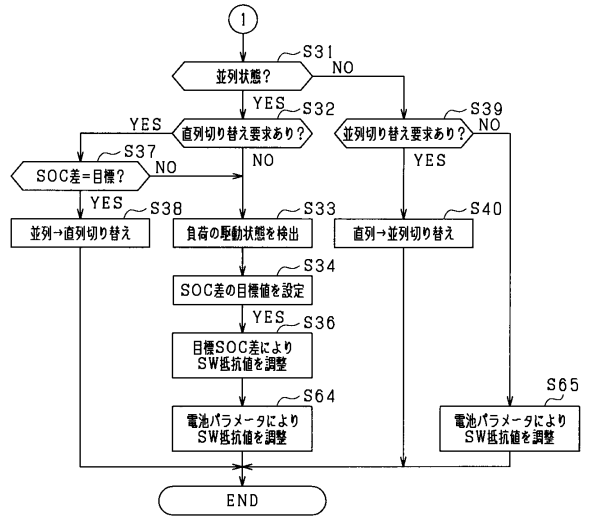 1
S31
並列状態?
NO
YES
S32
S39
YES
直列切り替え要求あり?
並列切り替え要求あり?
NO
S37
NO
YES
SOC差=目標?
NO
YES
S38
S33
S40
並列→直列切り替え
負荷の駆動状態を検出
直列→並列切り替え
S34
SOC差の目標値を設定
YES
S36
目標SOC差により
SW抵抗値を調整
S64
S65
電池パラメータにより
SW抵抗値を調整
電池パラメータにより
SW抵抗値を調整
END